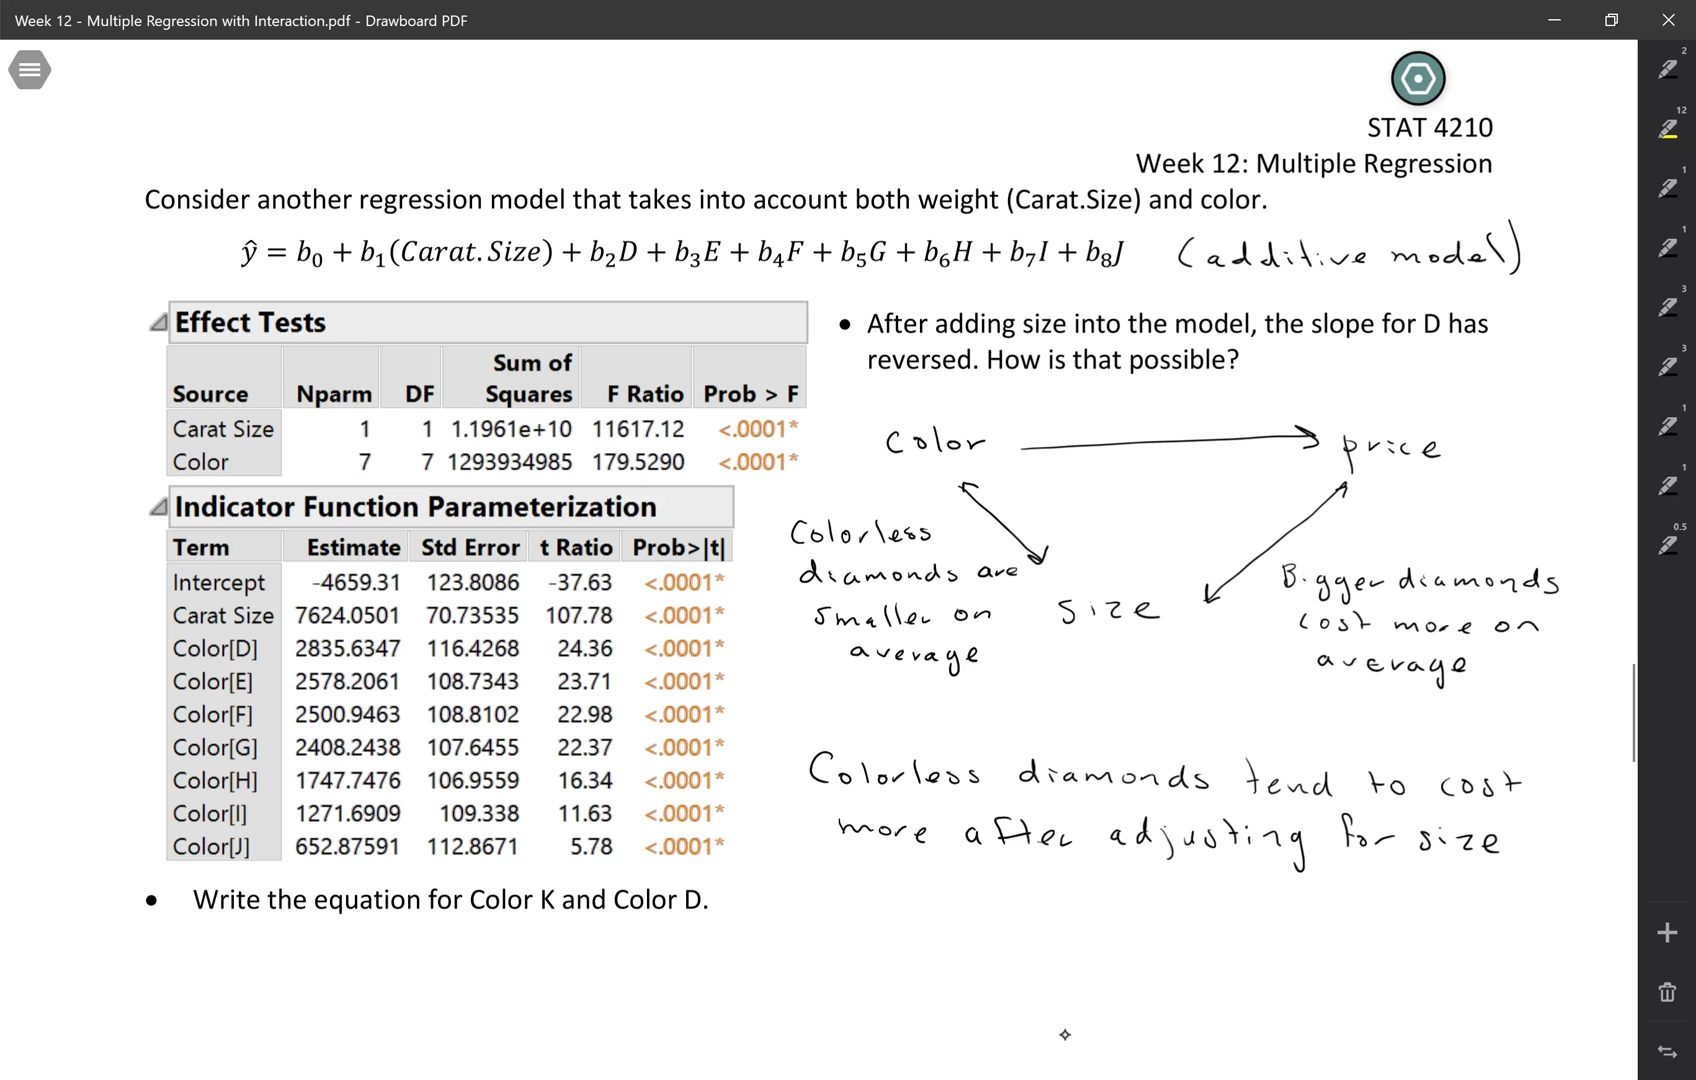 Week 12 - Multiple Regression with Interaction.pdf - Drawboard PDF
STAT 4210
Week 12: Multiple Regression
Consider another regression model that takes into account both weight (Carat.Size) and color.
ŷ = b₀ + b₁(Carat.Size) + b₂D + b₃E + b₄F + b₅G + b₆H + b₇I + b₈J (additive model)
Effect Tests
Source Nparm DF Sum of Squares F Ratio Prob > F
Carat Size 1 1 1.1961e+10 11617.12 <.0001*
Color 7 7 1293934985 179.5290 <.0001*
Indicator Function Parameterization
Term Estimate Std Error t Ratio Prob>|t|
Intercept -4659.31 123.8086 -37.63 <.0001*
Carat Size 7624.0501 70.73535 107.78 <.0001*
Color[D] 2835.6347 116.4268 24.36 <.0001*
Color[E] 2578.2061 108.7343 23.71 <.0001*
Color[F] 2500.9463 108.8102 22.98 <.0001*
Color[G] 2408.2438 107.6455 22.37 <.0001*
Color[H] 1747.7476 106.9559 16.34 <.0001*
Color[I] 1271.6909 109.338 11.63 <.0001*
Color[J] 652.87591 112.8671 5.78 <.0001*
• After adding size into the model, the slope for D has
reversed. How is that possible?
Color price
Colorless
diamonds are
smaller on
average
size
Bigger diamonds
cost more on
average
Colorless diamonds tend to cost
more after adjusting for size
• Write the equation for Color K and Color D.
2
12
1
1
3
3
1
1
0.5